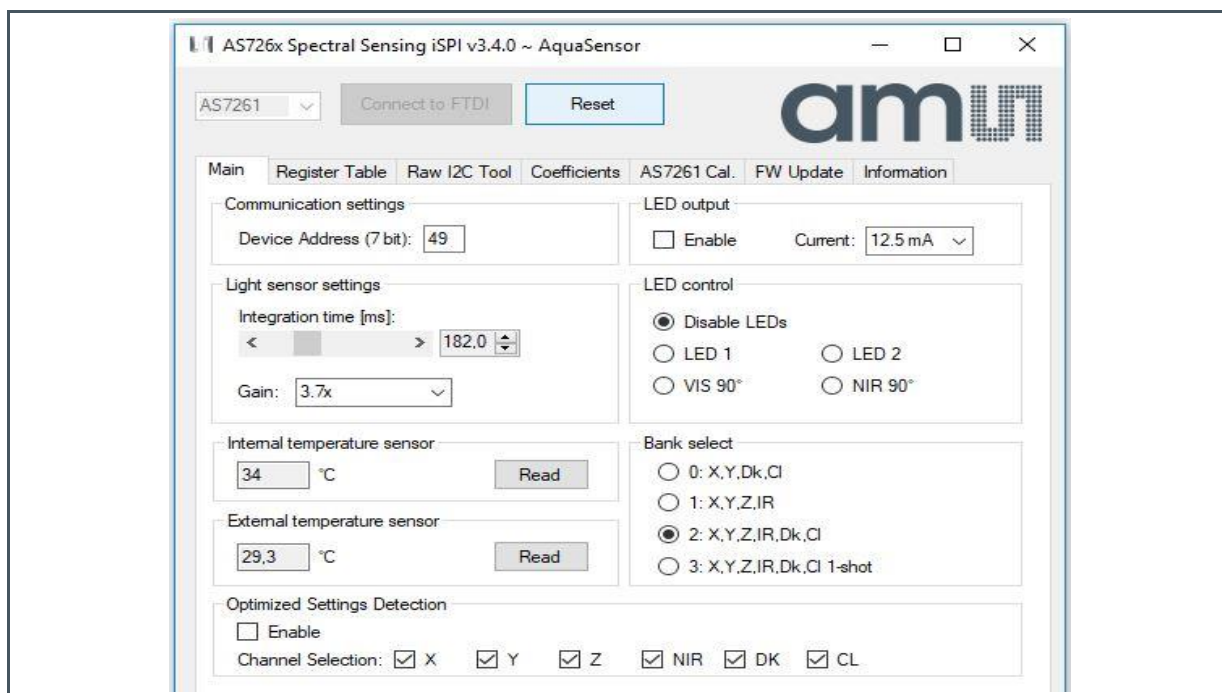 AS726x Spectral Sensing iSPI v3.4.0 ~ AquaSensor
AS7261 Connect to FTDI Reset
amu
Main Register Table Raw I2C Tool Coefficients AS7261 Cal. FW Update Information
Communication settings
Device Address (7 bit): 49
LED output
Enable Current: 12.5 mA
Light sensor settings
Integration time [ms]:
182,0
Gain: 3.7x
LED control
Disable LEDs
LED 1 LED 2
VIS 90° NIR 90°
Internal temperature sensor
34 °C Read
External temperature sensor
29,3 °C Read
Bank select
0: X,Y,Dk,Cl
1: X,Y,Z,IR
2: X,Y,Z,IR,Dk,Cl
3: X,Y,Z,IR,Dk,Cl 1-shot
Optimized Settings Detection
Enable
Channel Selection: X Y Z NIR DK CL